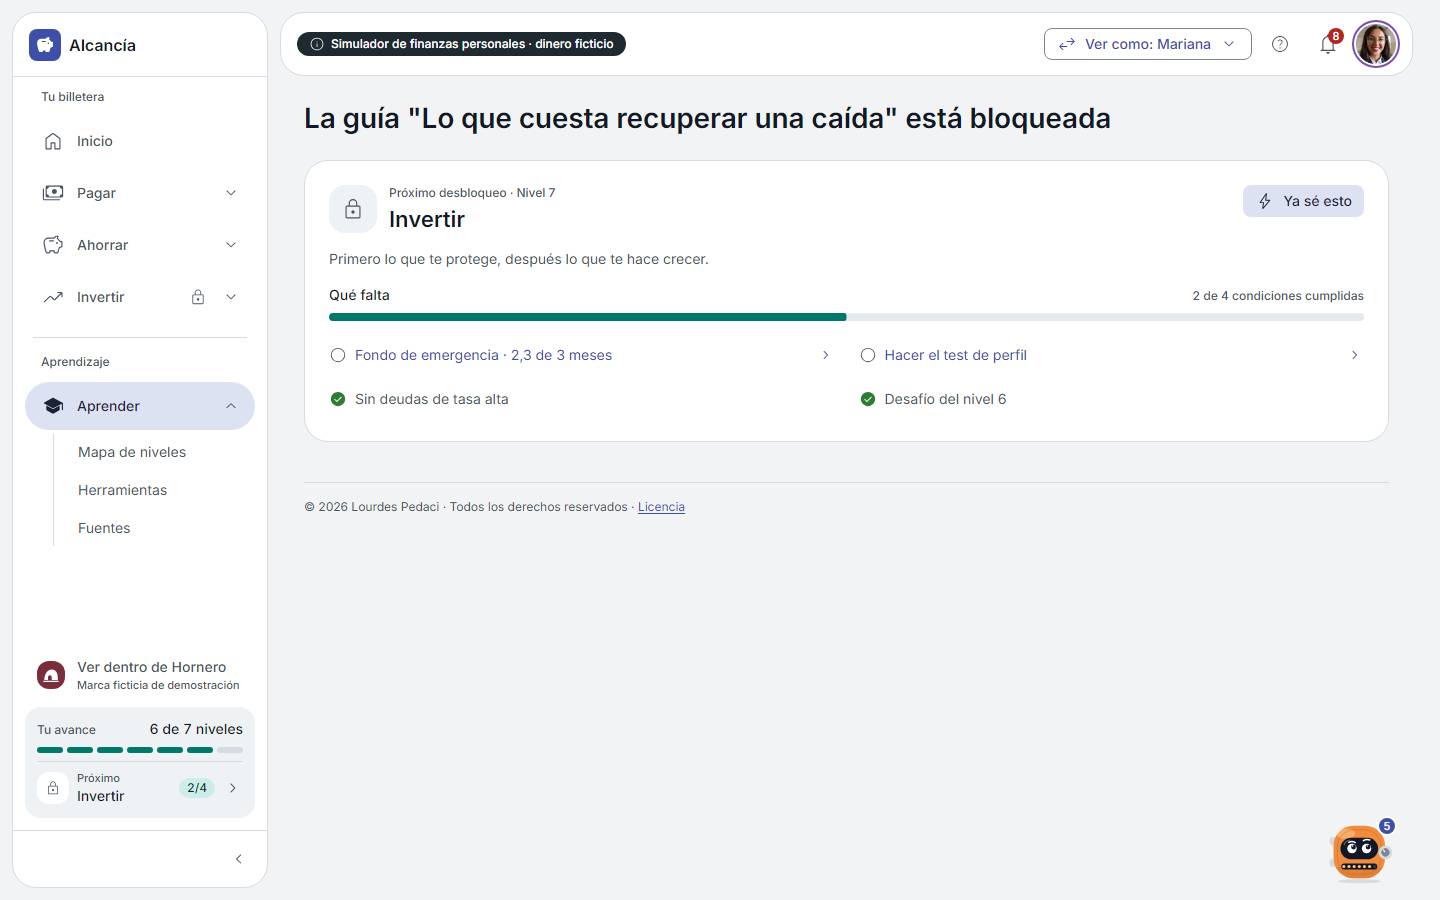 Alcancía
Simulador de finanzas personales · dinero ficticio
Ver como: Mariana
8
Tu billetera
Inicio
Pagar
Ahorrar
Invertir
Aprendizaje
Aprender
Mapa de niveles
Herramientas
Fuentes
Ver dentro de Hornero
Marca ficticia de demostración
Tu avance
6 de 7 niveles
Próximo
Invertir
2/4
La guía "Lo que cuesta recuperar una caída" está bloqueada
Próximo desbloqueo · Nivel 7
Invertir
Ya sé esto
Primero lo que te protege, después lo que te hace crecer.
Qué falta
2 de 4 condiciones cumplidas
Fondo de emergencia · 2,3 de 3 meses
Hacer el test de perfil
Sin deudas de tasa alta
Desafío del nivel 6
© 2026 Lourdes Pedaci · Todos los derechos reservados · Licencia
5